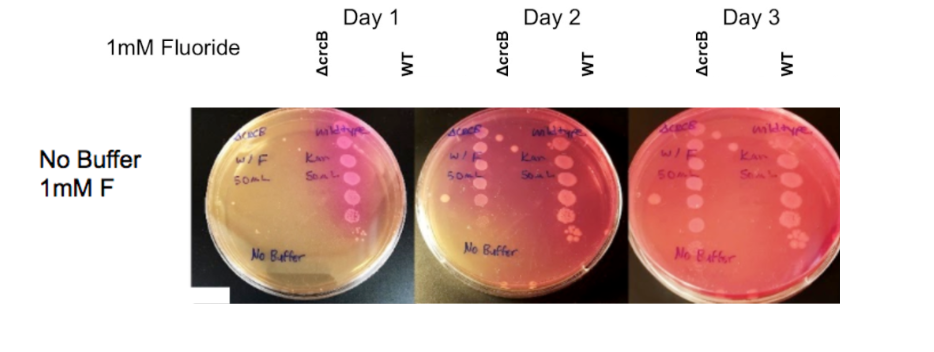 Day 1
Day 2
Day 3
1mM Fluoride
ΔcrcB
WT
ΔcrcB
WT
ΔcrcB
WT
No Buffer
1mM F
ΔcrcB
wildtype
W/F
Kan
50mL
50mL
No Buffer
ΔcrcB
wildtype
W/F
Kan
50mL
50mL
No Buffer
ΔcrcB
wildtype
W/F
Kan
50mL
50mL
No Buffer